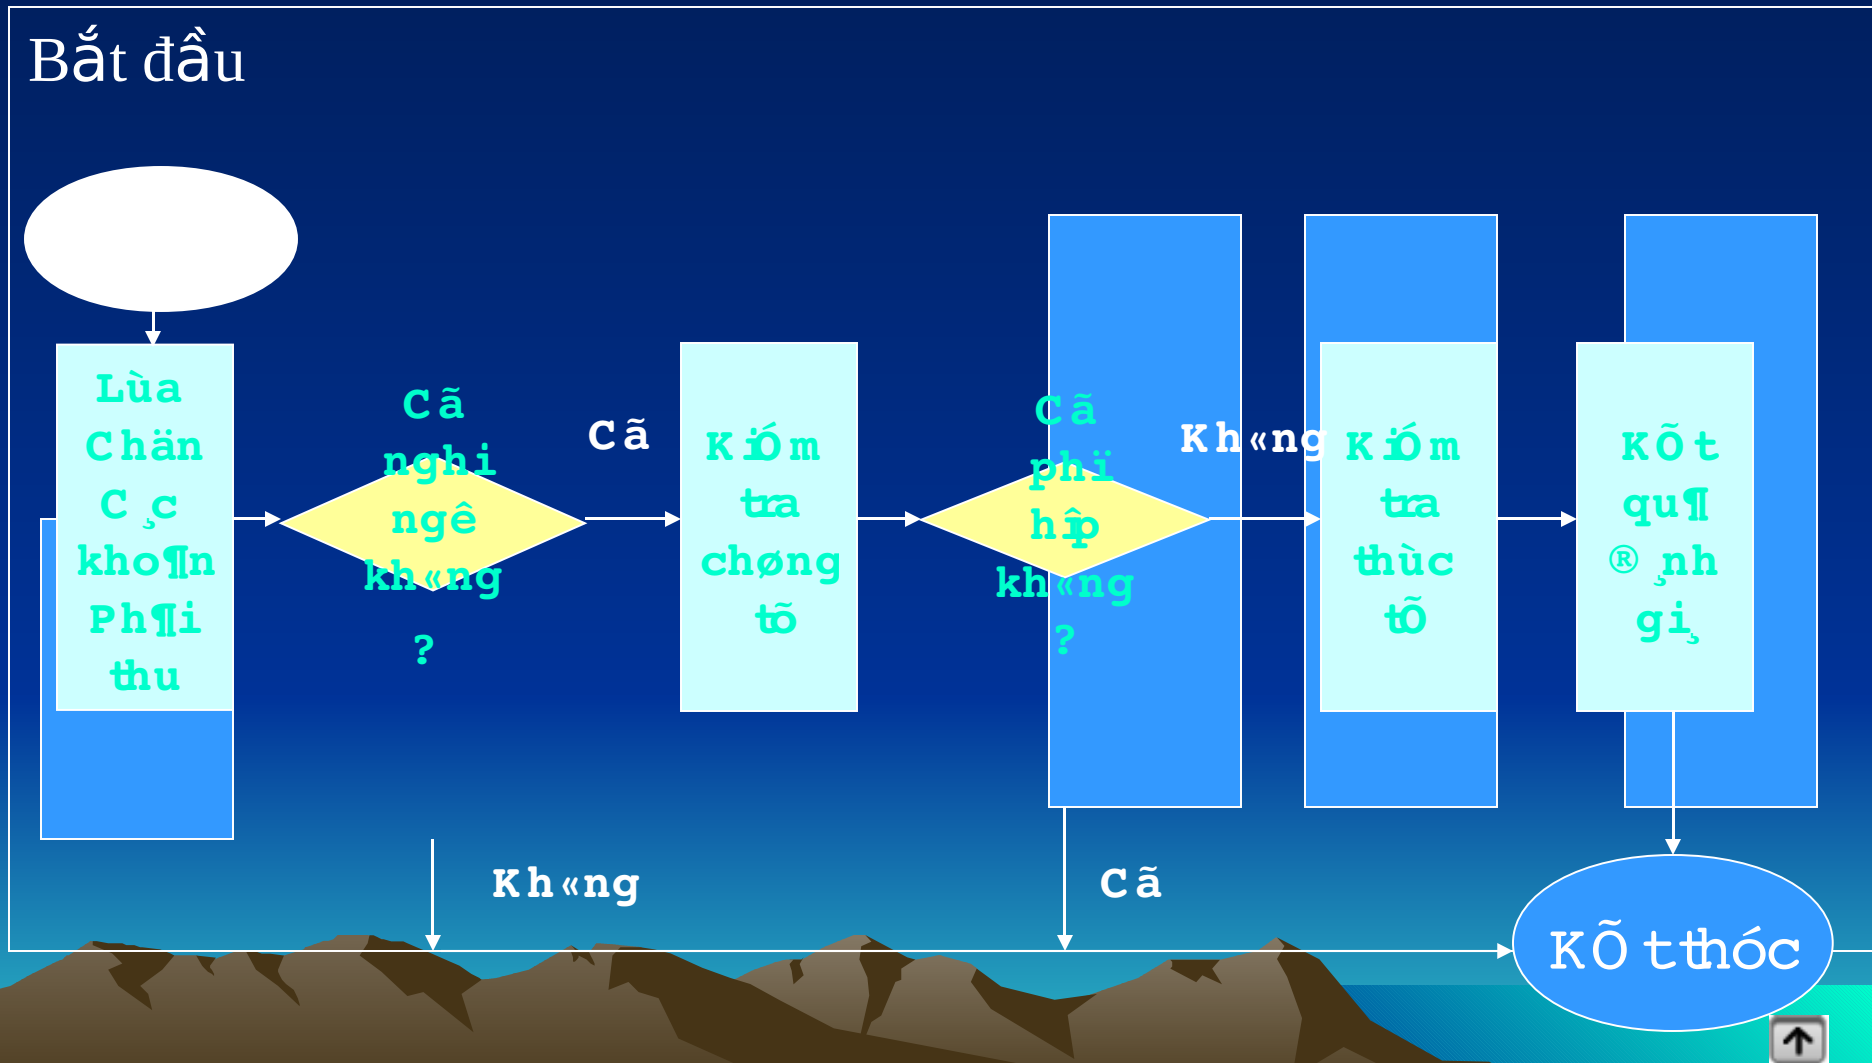 Bắt đầu
Lùa
Chän
C¸c
kho¶n
Ph¶i
thu
Cã
nghi
ngê
kh«ng
?
Cã
KiÓm
tra
chøng
tõ
Cã
phï
hîp
kh«ng
?
Kh«ng
KiÓm
tra
thùc
tÕ
KÕt
qu¶
®¸nh
gi¸
Kh«ng
Cã
KÕt thóc